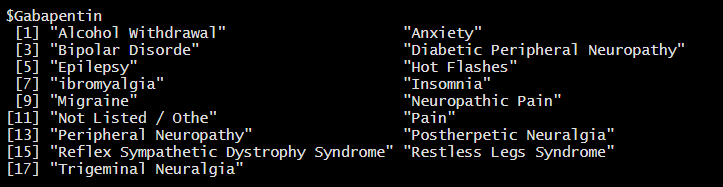 $Gabapentin
[1] "Alcohol Withdrawal" "Anxiety"
[3] "Bipolar Disorde" "Diabetic Peripheral Neuropathy"
[5] "Epilepsy" "Hot Flashes"
[7] "ibromyalgia" "Insomnia"
[9] "Migraine" "Neuropathic Pain"
[11] "Not Listed / Othe" "Pain"
[13] "Peripheral Neuropathy" "Postherpetic Neuralgia"
[15] "Reflex Sympathetic Dystrophy Syndrome" "Restless Legs Syndrome"
[17] "Trigeminal Neuralgia"